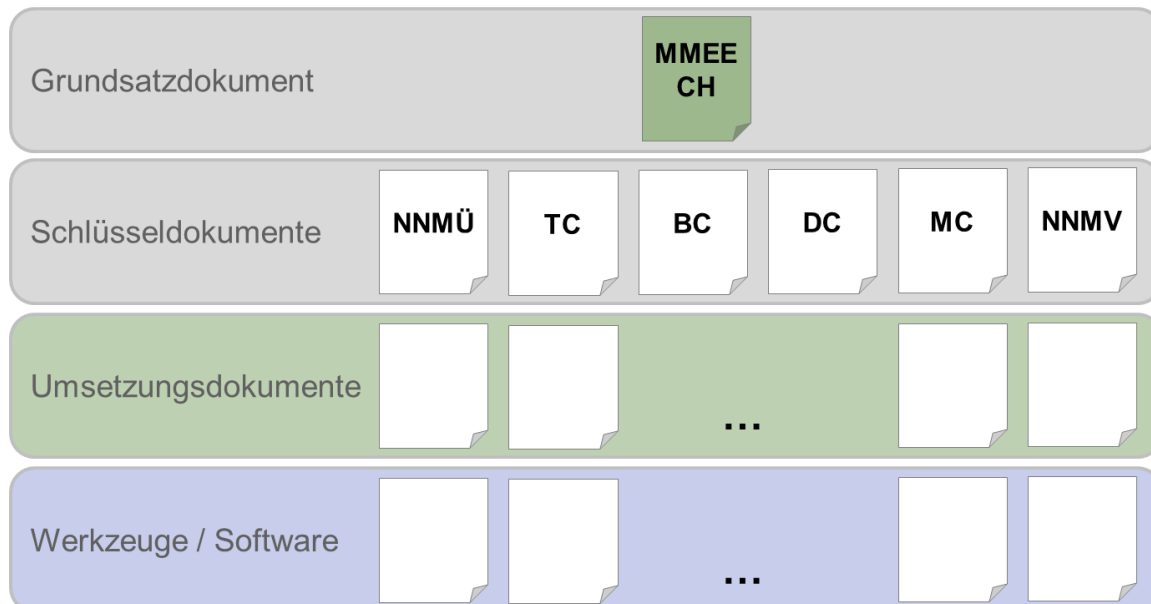 MMEE
CH
Grundsatzdokument
NNMÜ TC BC DC MC NNMV
Schlüsseldokumente
Umsetzungsdokumente
...
Werkzeuge / Software
...